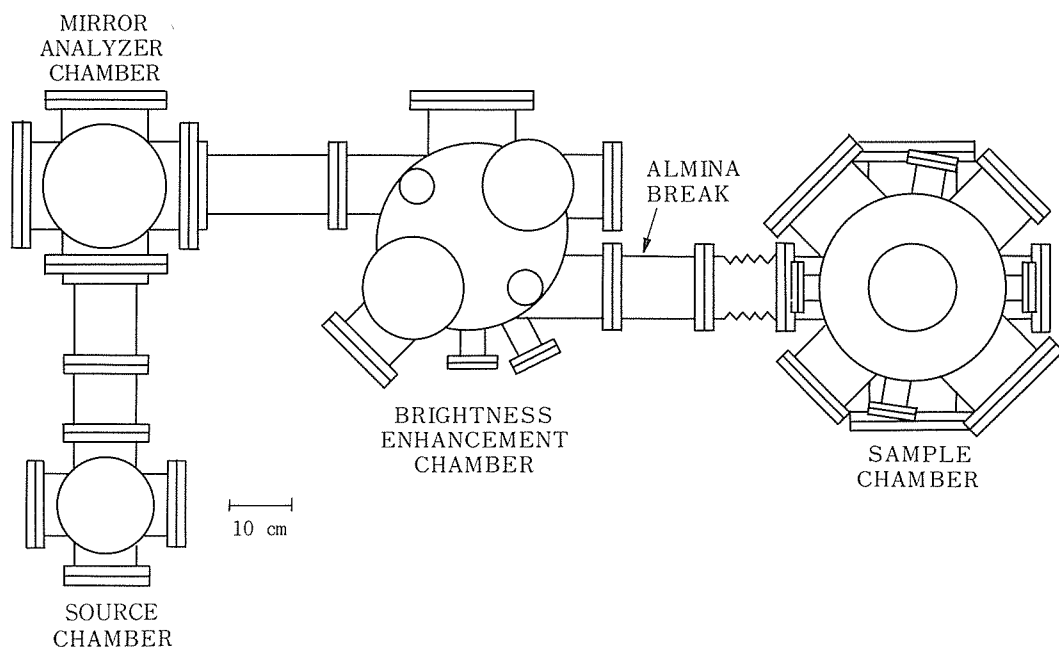 MIRROR
ANALYZER
CHAMBER
ALMINA
BREAK
BRIGHTNESS
ENHANCEMENT
CHAMBER
SAMPLE
CHAMBER
10 cm
SOURCE
CHAMBER